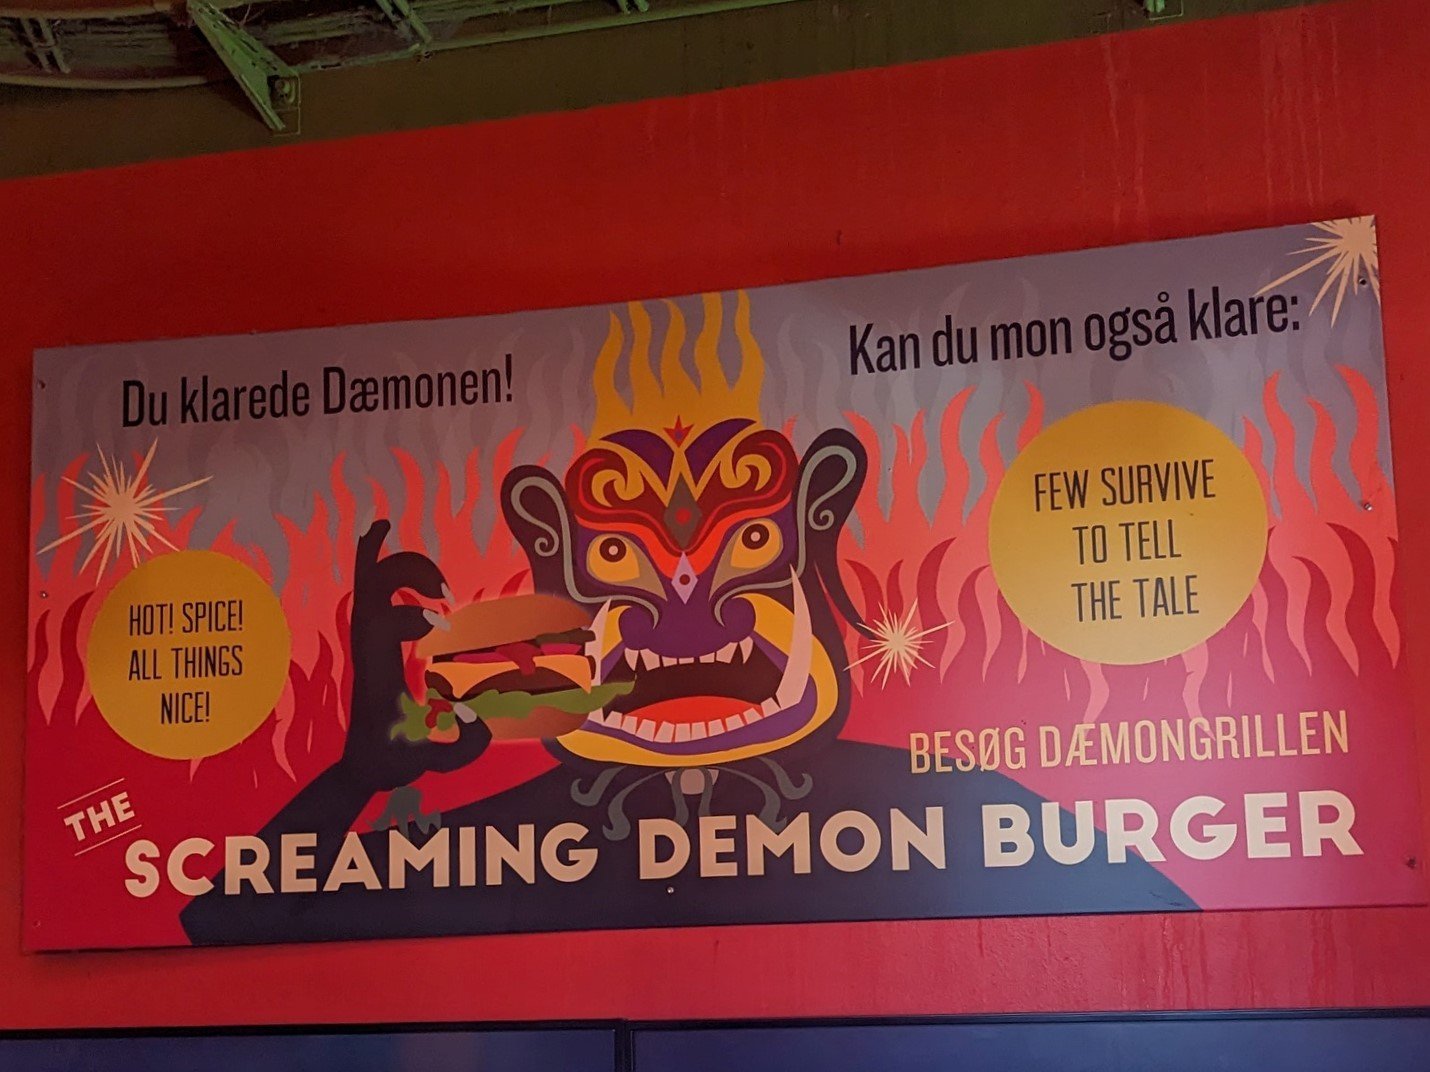 Du klarede Dæmonen!
Kan du mon også klare:
HOT! SPICE!
ALL THINGS
NICE!
FEW SURVIVE
TO TELL
THE TALE
BESØG DÆMONGRILLEN
THE
SCREAMING DEMON BURGER